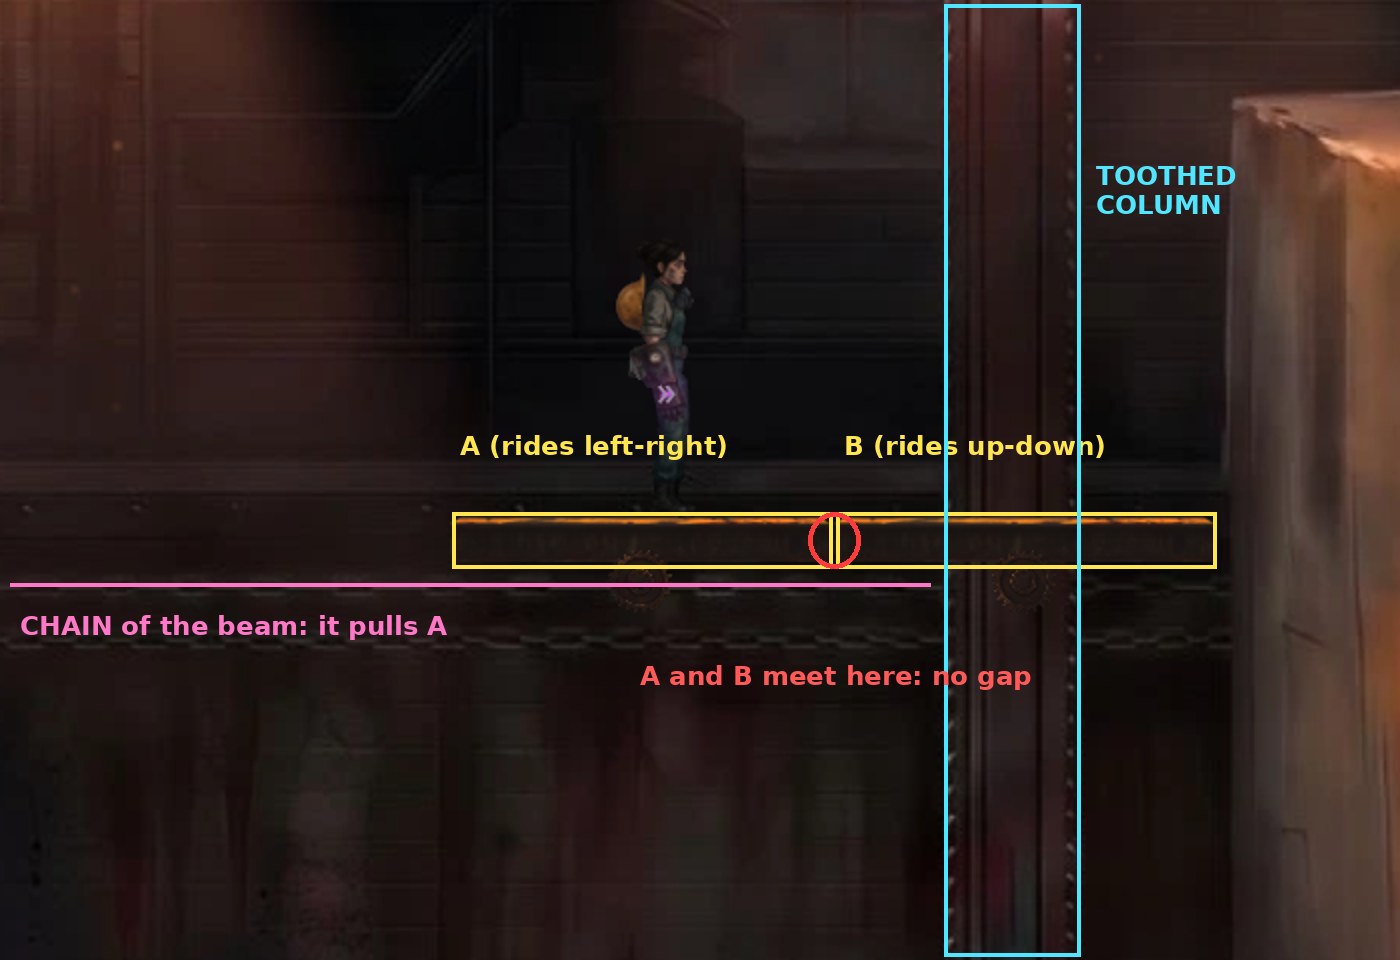 TOOTHED
COLUMN
A (rides left-right)
B (rides up-down)
CHAIN of the beam: it pulls A
A and B meet here: no gap